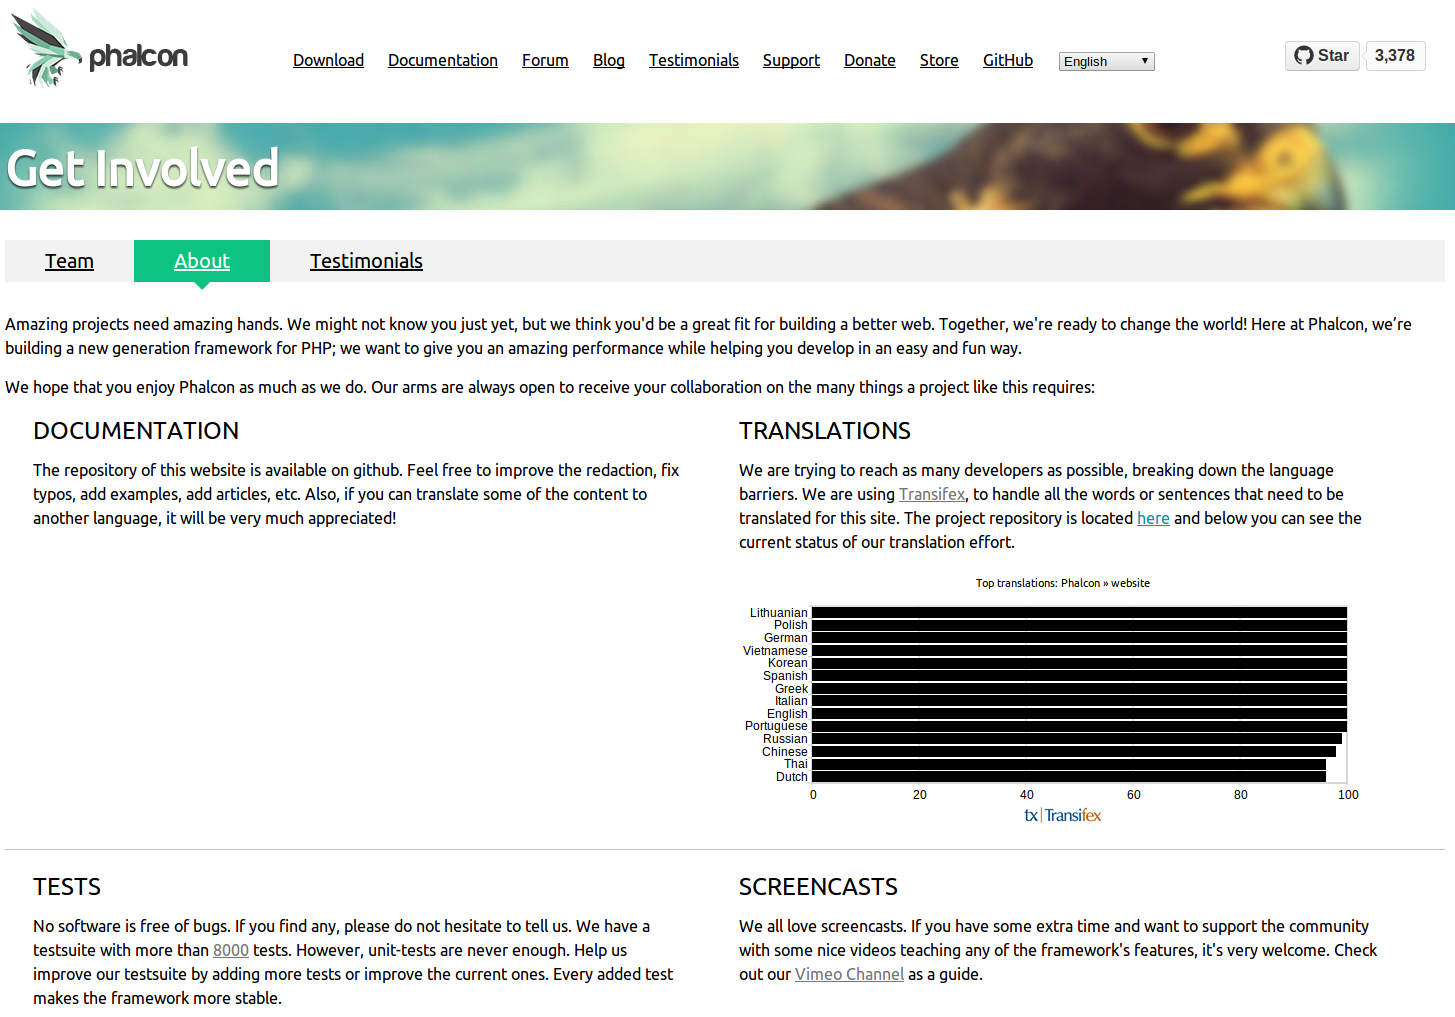 phalcon
Download Documentation Forum Blog Testimonials Support Donate Store GitHub English Star 3,378
Get Involved
Team About Testimonials
Amazing projects need amazing hands. We might not know you just yet, but we think you'd be a great fit for building a better web. Together, we're ready to change the world! Here at Phalcon, we’re
building a new generation framework for PHP; we want to give you an amazing performance while helping you develop in an easy and fun way.
We hope that you enjoy Phalcon as much as we do. Our arms are always open to receive your collaboration on the many things a project like this requires:
DOCUMENTATION
The repository of this website is available on github. Feel free to improve the redaction, fix
typos, add examples, add articles, etc. Also, if you can translate some of the content to
another language, it will be very much appreciated!
TRANSLATIONS
We are trying to reach as many developers as possible, breaking down the language
barriers. We are using Transifex, to handle all the words or sentences that need to be
translated for this site. The project repository is located here and below you can see the
current status of our translation effort.
Top translations: Phalcon » website
Lithuanian
Polish
German
Vietnamese
Korean
Spanish
Greek
Italian
English
Portuguese
Russian
Chinese
Thai
Dutch
0 20 40 60 80 100
tx Transifex
TESTS
No software is free of bugs. If you find any, please do not hesitate to tell us. We have a
testsuite with more than 8000 tests. However, unit-tests are never enough. Help us
improve our testsuite by adding more tests or improve the current ones. Every added test
makes the framework more stable.
SCREENCASTS
We all love screencasts. If you have some extra time and want to support the community
with some nice videos teaching any of the framework's features, it's very welcome. Check
out our Vimeo Channel as a guide.